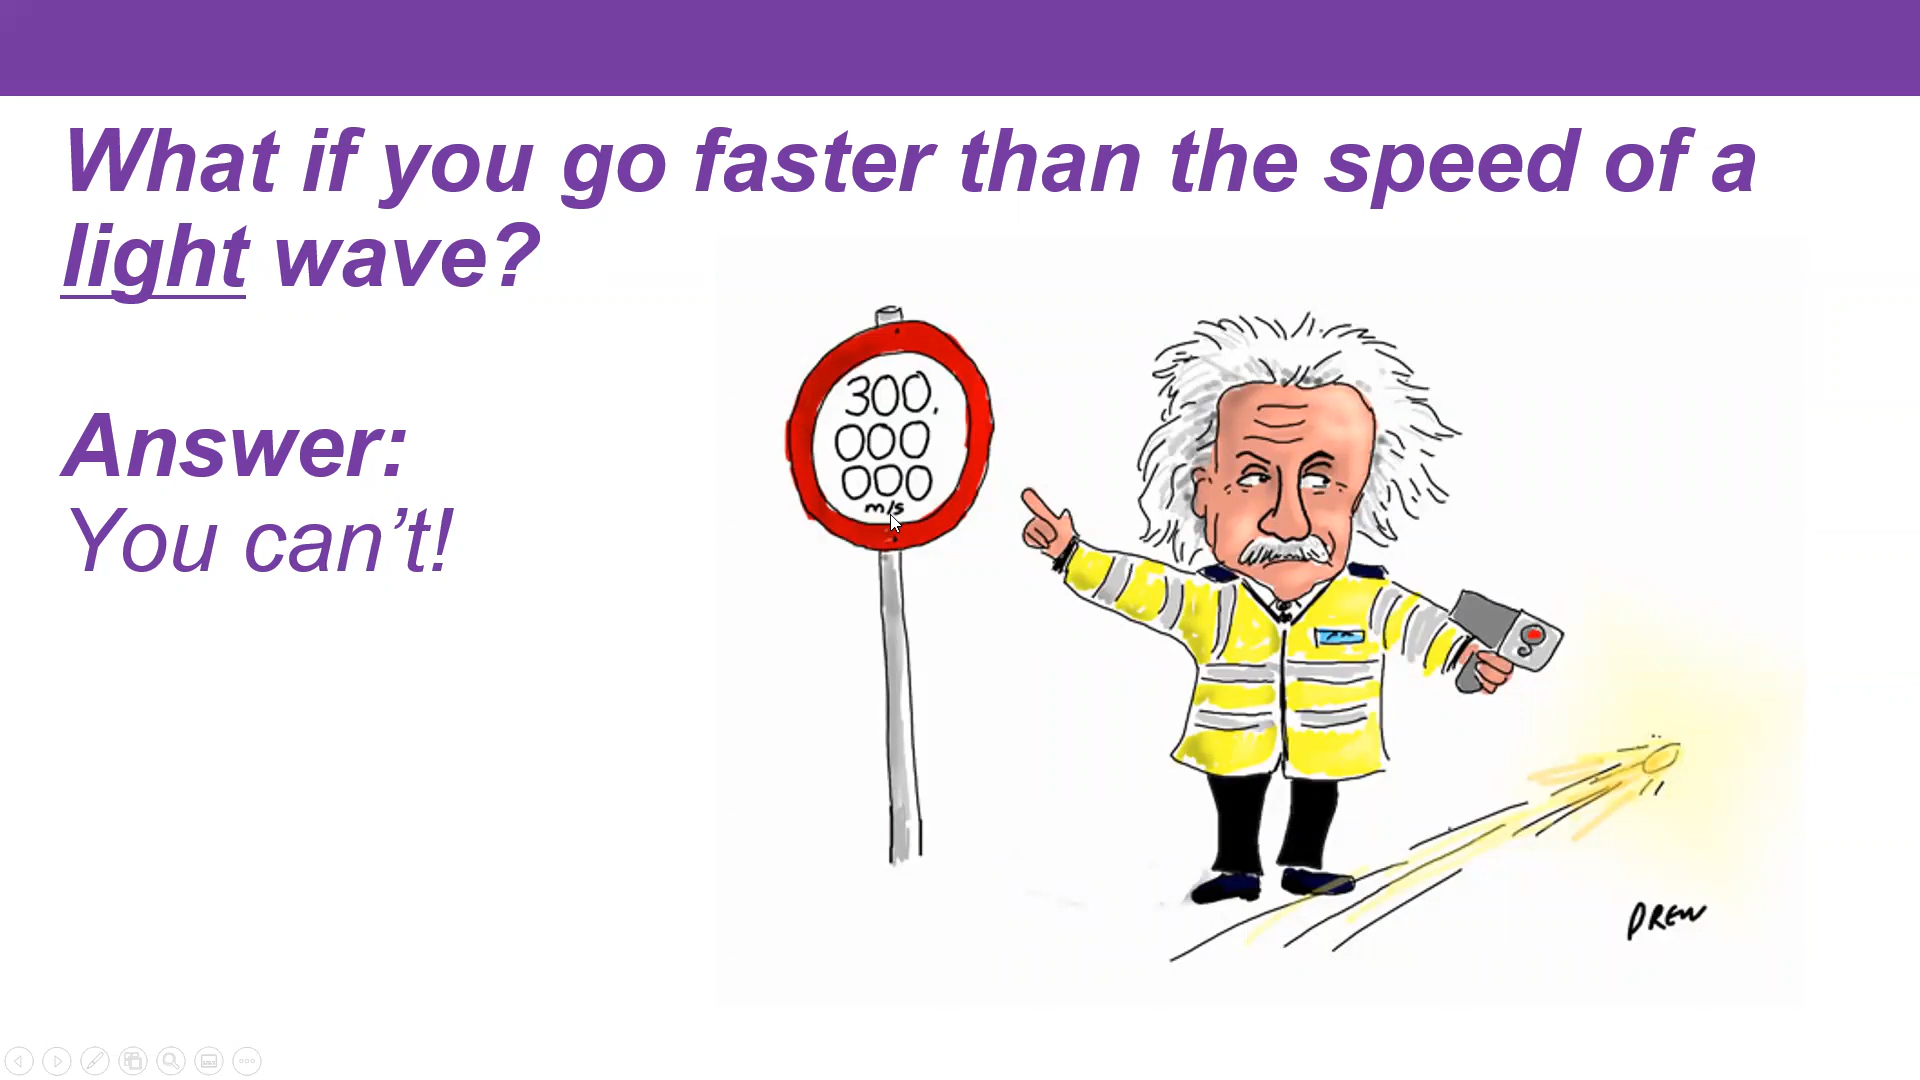 What if you go faster than the speed of a
light wave?
Answer:
You can’t!
300,
000
000
m/s
DREW